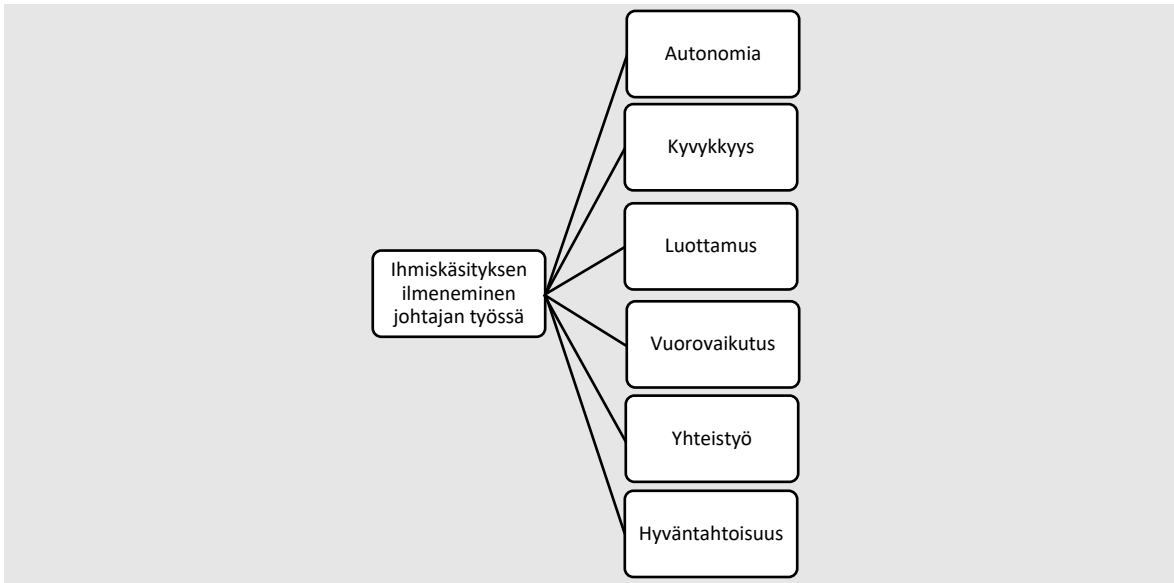 Autonomia
Kyvykkyys
Luottamus
Ihmiskäsityksen
ilmeneminen
johtajan työssä
Vuorovaikutus
Yhteistyö
Hyväntahtoisuus